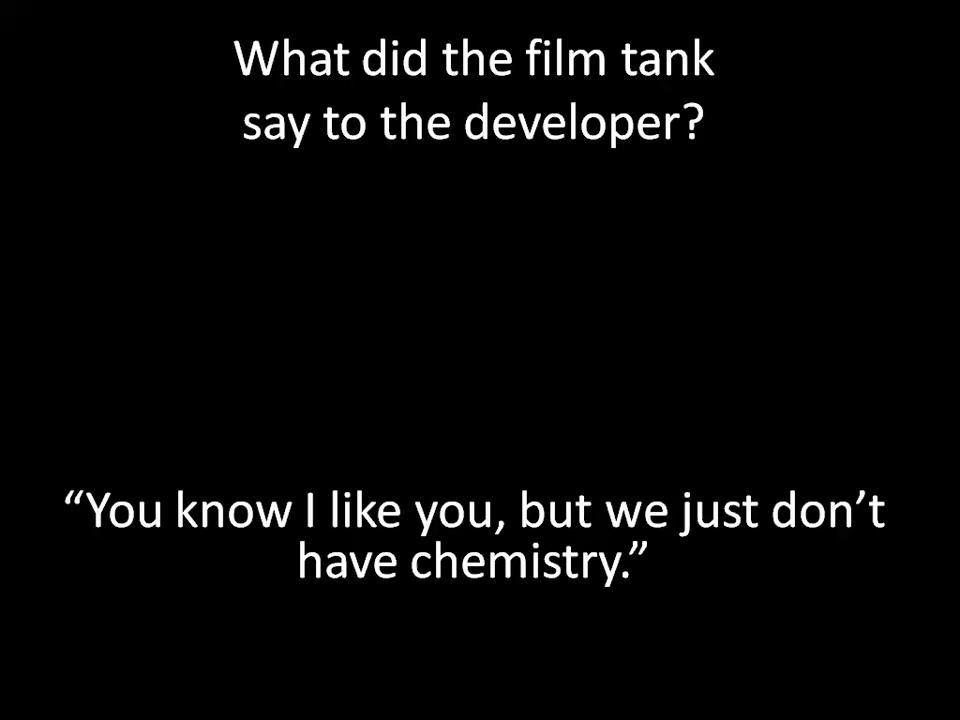 What did the film tank
say to the developer?
“You know I like you, but we just don’t
have chemistry.”